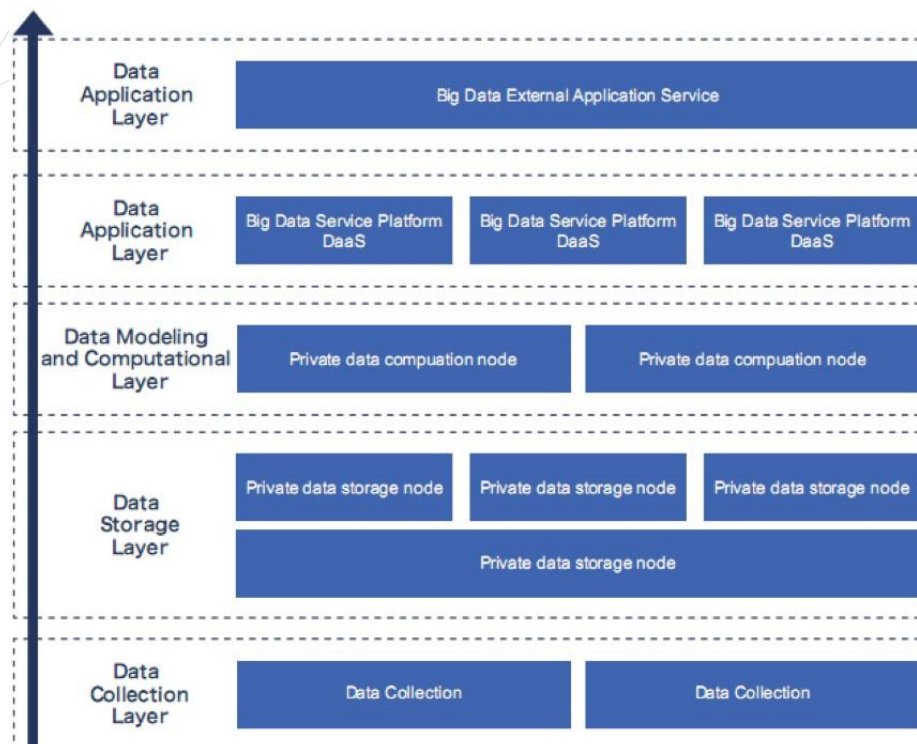 Data
Application
Layer
Big Data External Application Service
Data
Application
Layer
Big Data Service Platform
DaaS
Big Data Service Platform
DaaS
Big Data Service Platform
DaaS
Data Modeling
and Computational
Layer
Private data compuation node
Private data compuation node
Data
Storage
Layer
Private data storage node
Private data storage node
Private data storage node
Private data storage node
Data
Collection
Layer
Data Collection
Data Collection